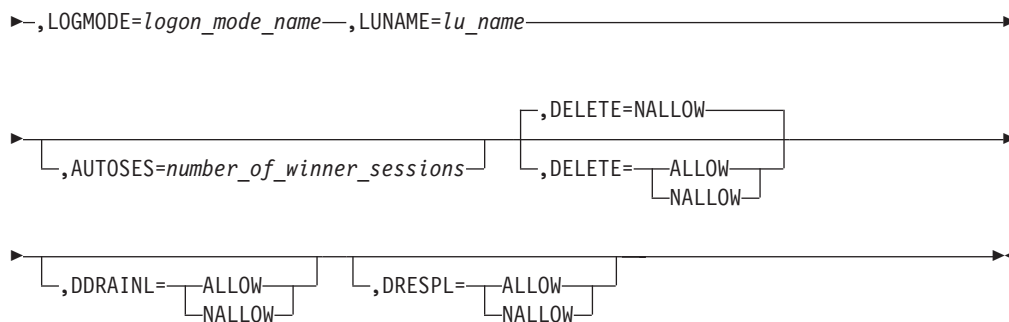 ,LOGMODE=logon_mode_name ,LUNAME=lu_name
,DELETE=NALLOW
,AUTOSES=number_of_winner_sessions ,DELETE= ALLOW
NALLOW
,DDRAINL= ALLOW ,DRESPL= ALLOW
NALLOW NALLOW